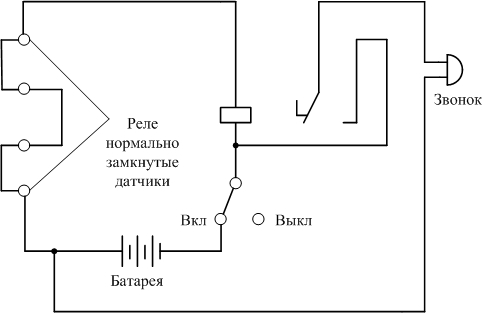 Звонок
Реле
нормально
замкнутые
датчики
Вкл
Выкл
Батарея